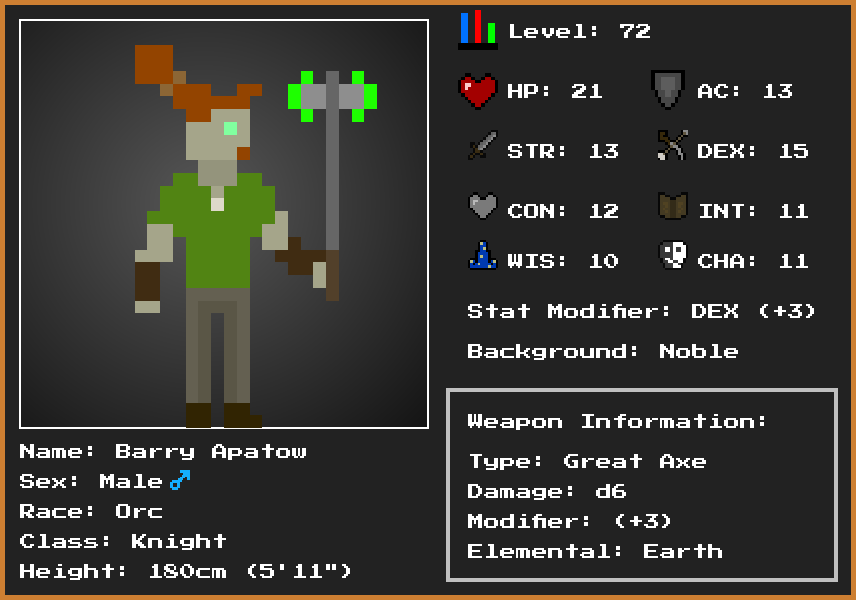 Level: 72
HP: 21
AC: 13
STR: 13
DEX: 15
CON: 12
INT: 11
WIS: 10
CHA: 11
Stat Modifier: DEX (+3)
Background: Noble
Weapon Information:
Type: Great Axe
Damage: d6
Modifier: (+3)
Elemental: Earth
Name: Barry Apatow
Sex: Male ♂
Race: Orc
Class: Knight
Height: 180cm (5'11")